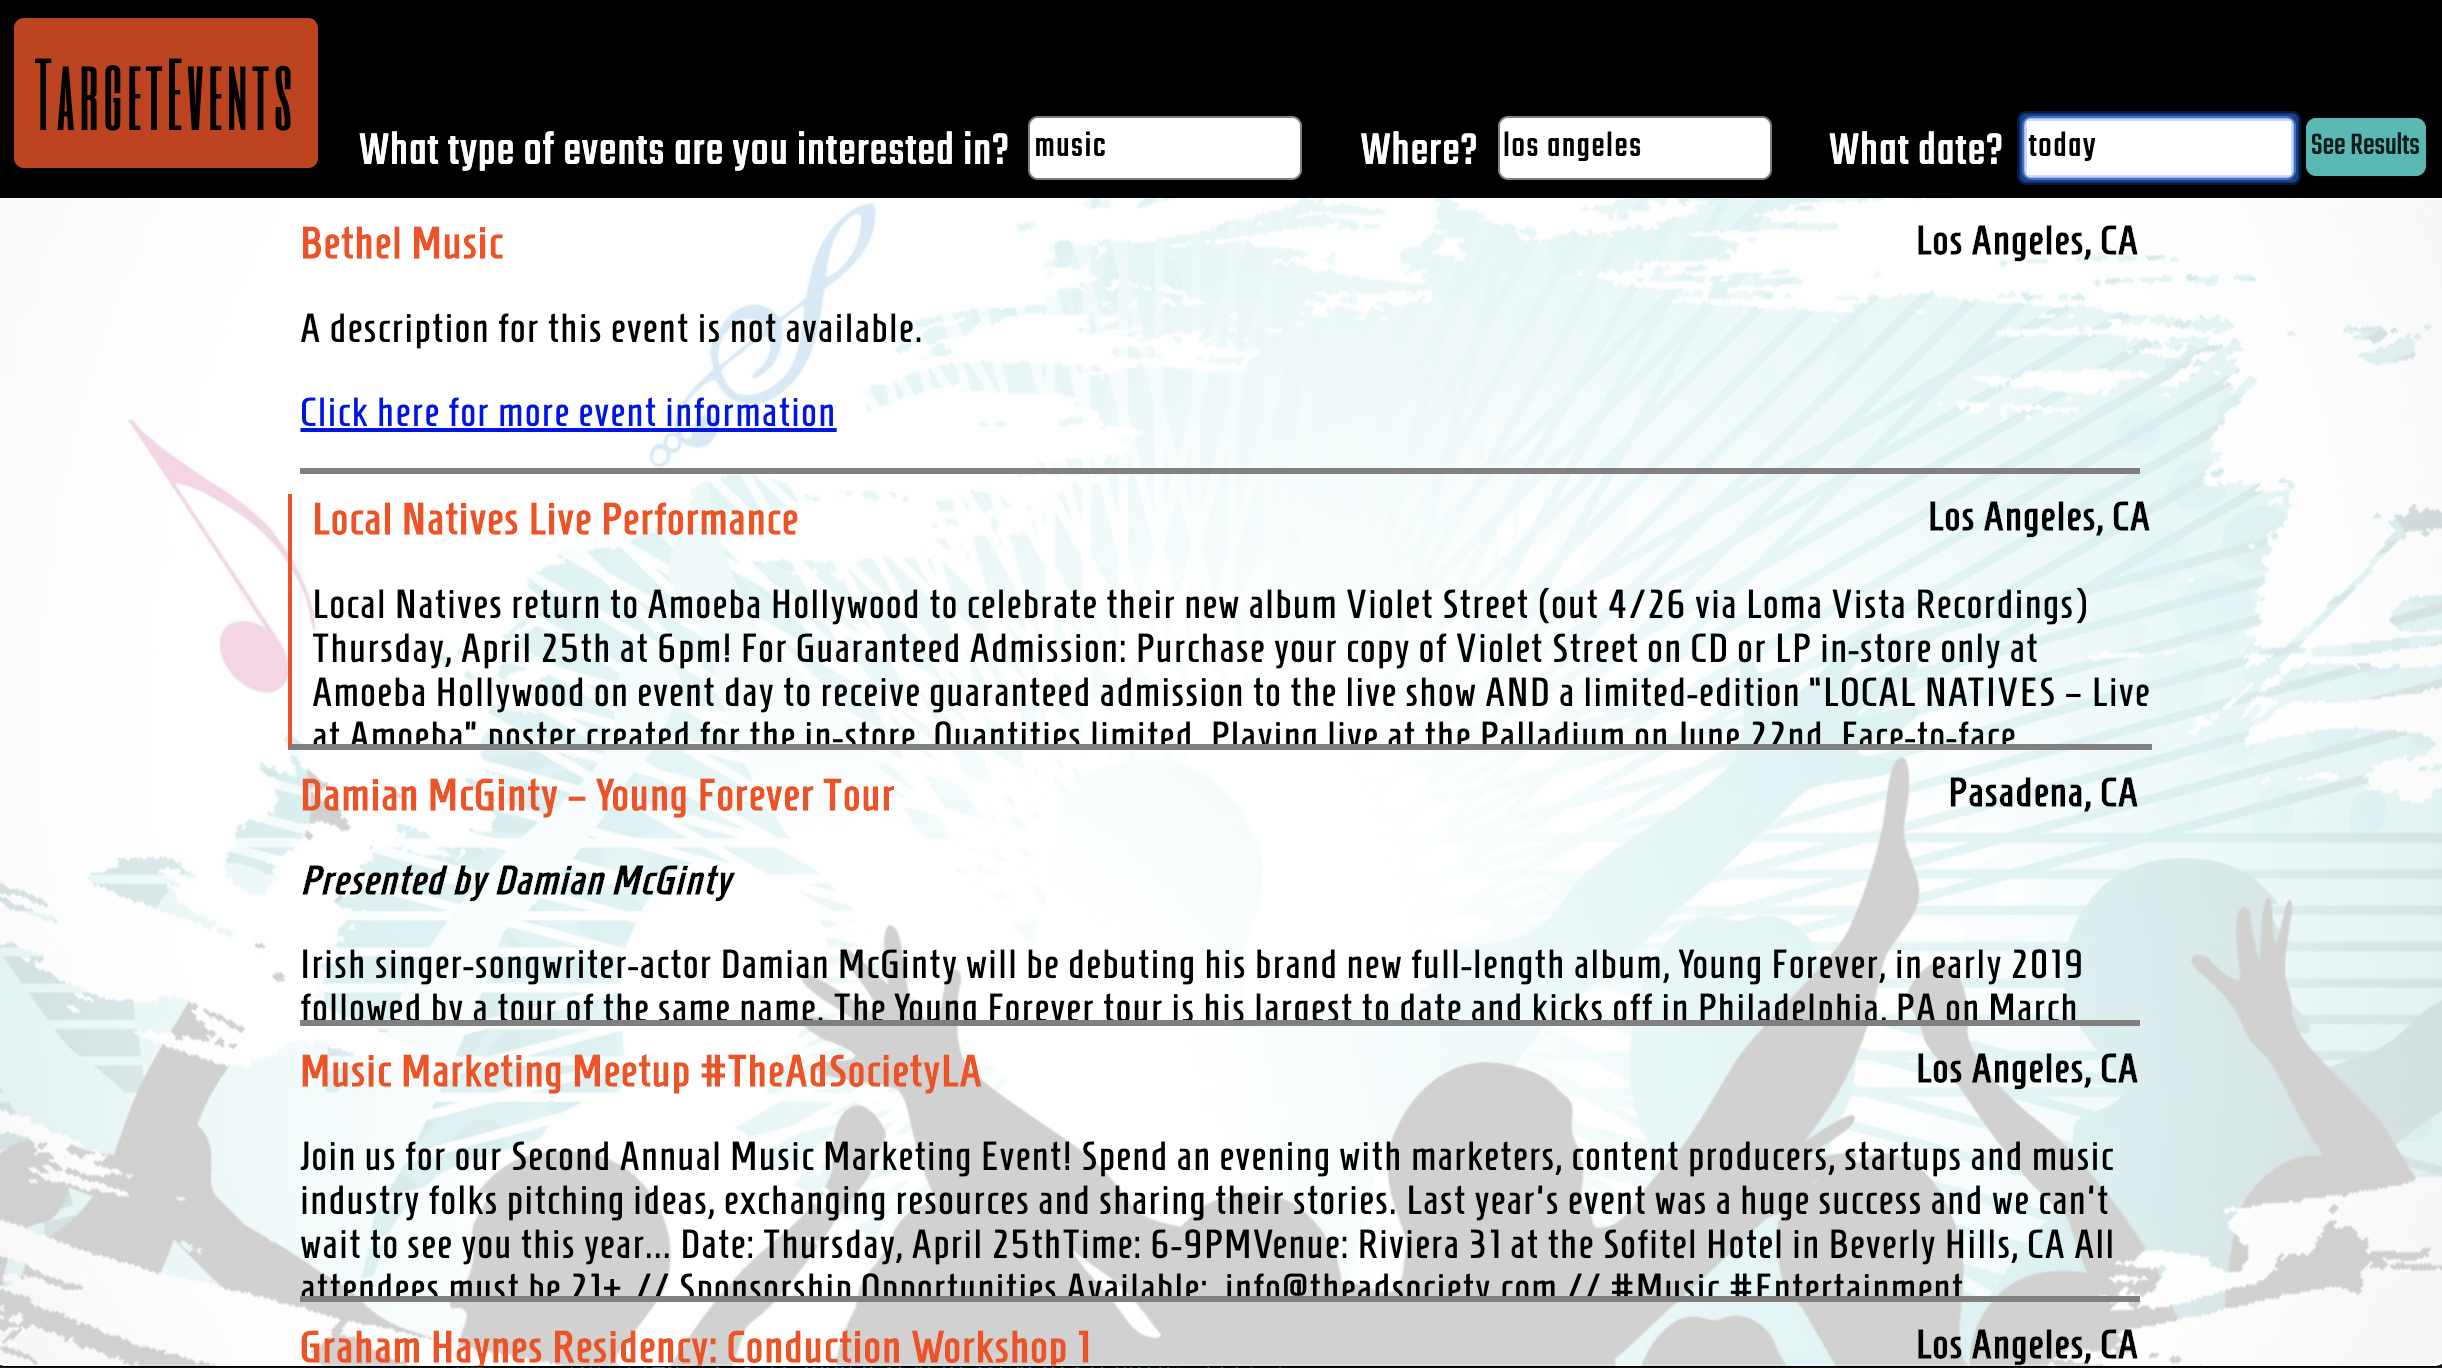 TargetEvents
What type of events are you interested in? music Where? los angeles What date? today See Results
Bethel Music Los Angeles, CA
A description for this event is not available.
Click here for more event information
Local Natives Live Performance Los Angeles, CA
Local Natives return to Amoeba Hollywood to celebrate their new album Violet Street (out 4/26 via Loma Vista Recordings)
Thursday, April 25th at 6pm! For Guaranteed Admission: Purchase your copy of Violet Street on CD or LP in-store only at
Amoeba Hollywood on event day to receive guaranteed admission to the live show AND a limited-edition "LOCAL NATIVES – Live
at Amoeba" poster created for the in-store. Quantities limited. Playing live at the Palladium on June 22nd. Face-to-face
Damian McGinty – Young Forever Tour Pasadena, CA
Presented by Damian McGinty
Irish singer-songwriter-actor Damian McGinty will be debuting his brand new full-length album, Young Forever, in early 2019
followed by a tour of the same name. The Young Forever tour is his largest to date and kicks off in Philadelphia, PA on March
Music Marketing Meetup #TheAdSocietyLA Los Angeles, CA
Join us for our Second Annual Music Marketing Event! Spend an evening with marketers, content producers, startups and music
industry folks pitching ideas, exchanging resources and sharing their stories. Last year's event was a huge success and we can't
wait to see you this year... Date: Thursday, April 25thTime: 6-9PMVenue: Riviera 31 at the Sofitel Hotel in Beverly Hills, CA All
attendees must be 21+ // Sponsorship Opportunities Available: info@theadsociety.com // #Music #Entertainment
Graham Haynes Residency: Conduction Workshop 1 Los Angeles, CA